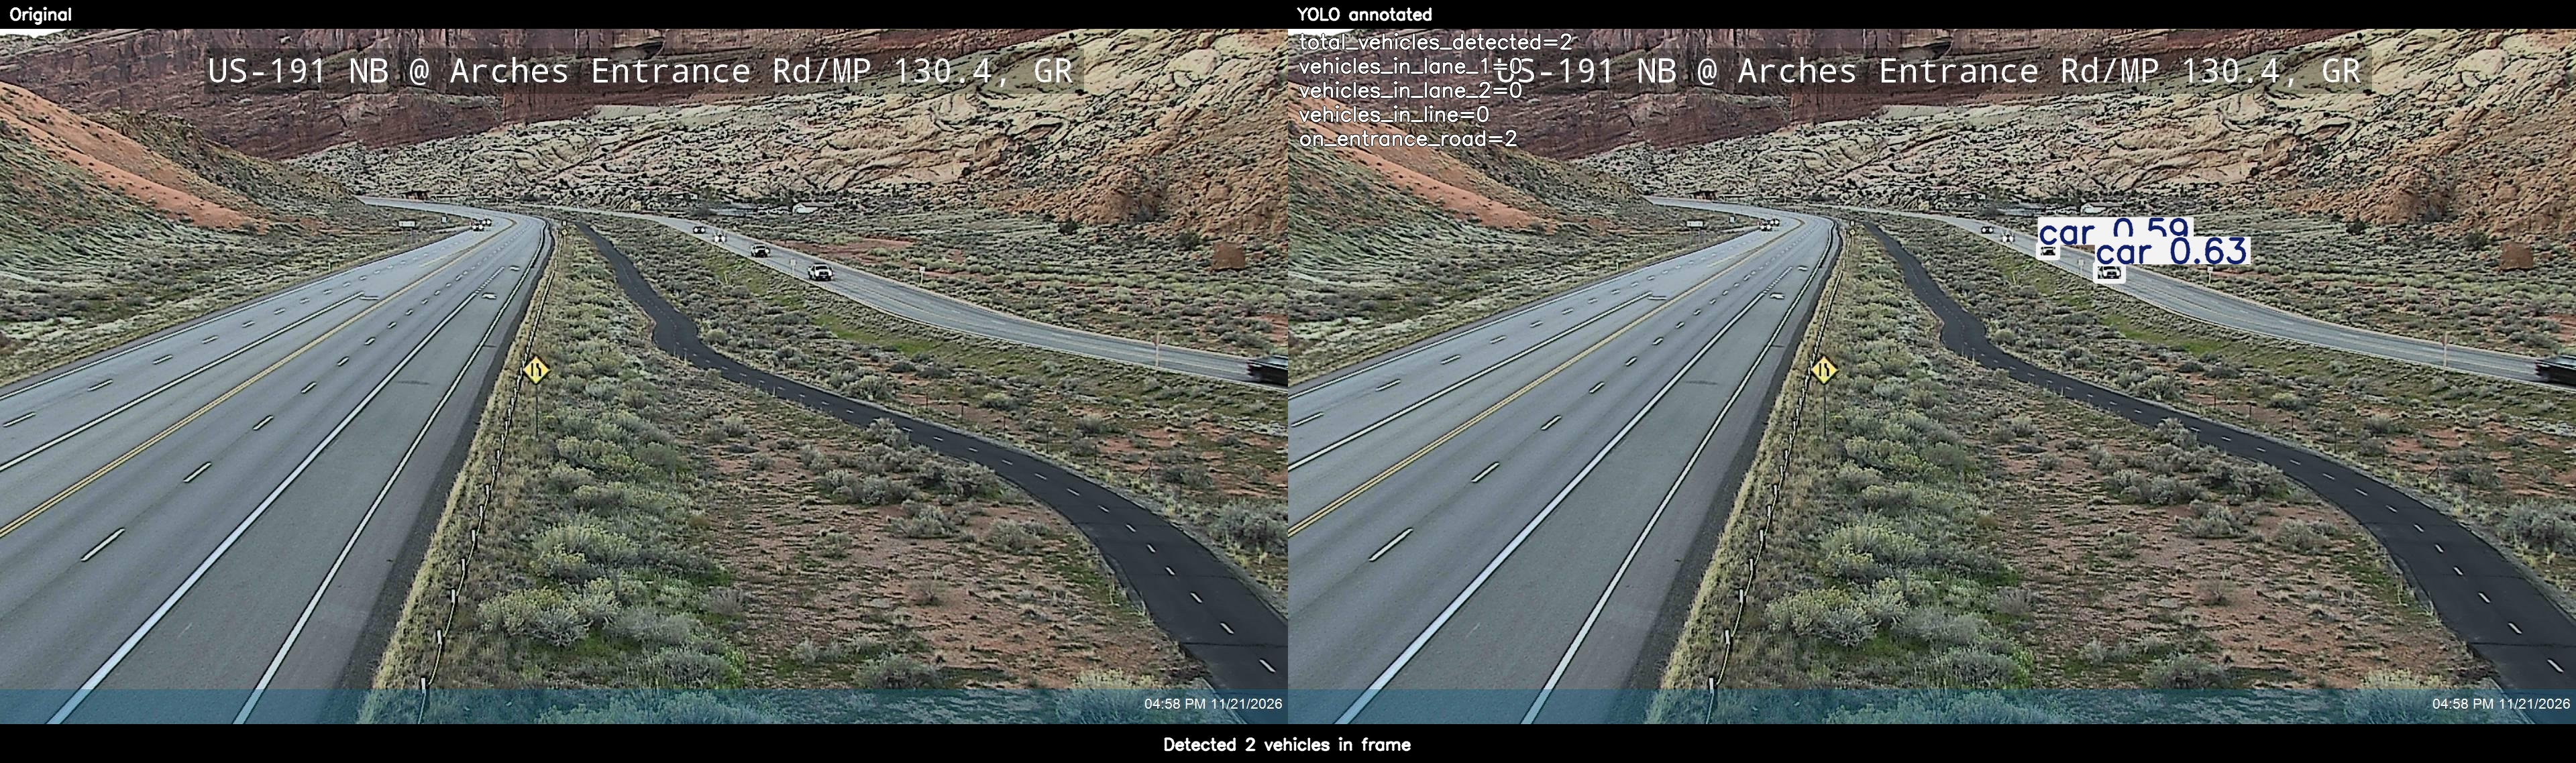 Original
YOLO annotated
US-191 NB @ Arches Entrance Rd/MP 130.4, GR
total_vehicles_detected=2
vehicles_in_lane_1=0
US-191 NB @ Arches Entrance Rd/MP 130.4, GR
vehicles_in_lane_2=0
vehicles_in_line=0
on_entrance_road=2
car 0.59
car 0.63
04:58 PM 11/21/2026
04:58 PM 11/21/2026
Detected 2 vehicles in frame